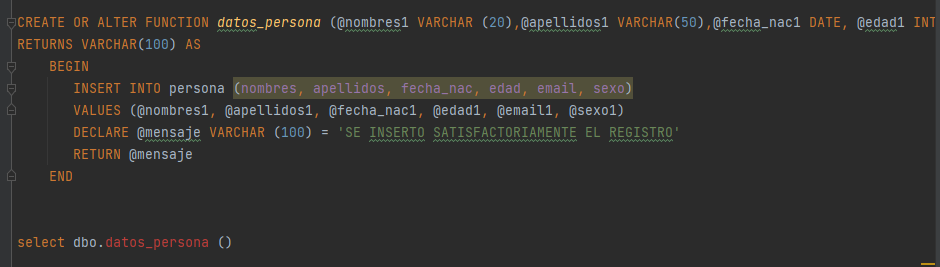 CREATE OR ALTER FUNCTION datos_persona (@nombres1 VARCHAR (20),@apellidos1 VARCHAR(50),@fecha_nac1 DATE, @edad1 INT
RETURNS VARCHAR(100) AS
BEGIN
INSERT INTO persona (nombres, apellidos, fecha_nac, edad, email, sexo)
VALUES (@nombres1, @apellidos1, @fecha_nac1, @edad1, @email1, @sexo1)
DECLARE @mensaje VARCHAR (100) = 'SE INSERTO SATISFACTORIAMENTE EL REGISTRO'
RETURN @mensaje
END
select dbo.datos_persona ()